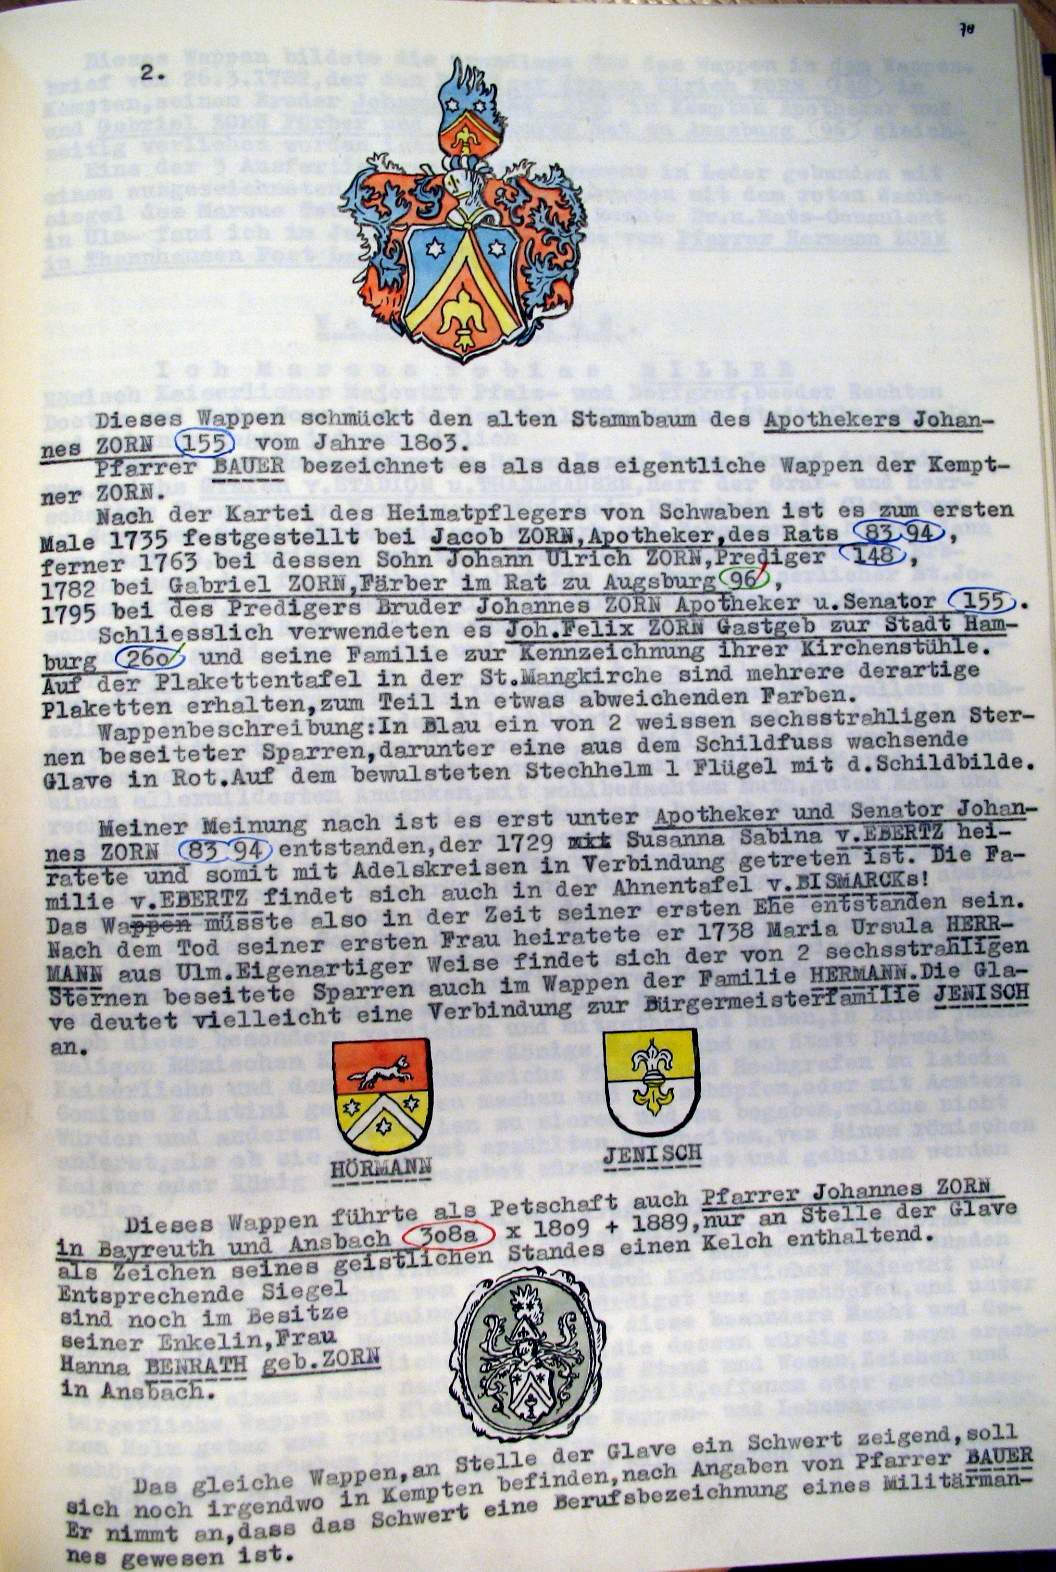 70
2.
Dieses Wappen schmückt den alten Stammbaum des Apothekers Johan-
nes ZORN 155 vom Jahre 18o3.
Pfarrer BAUER bezeichnet es als das eigentliche Wappen der Kempt-
ner ZORN.
Nach der Kartei des Heimatpflegers von Schwaben ist es zum ersten
Male 1735 festgestellt bei Jacob ZORN,Apotheker,des Rats 83 94 ,
ferner 1763 bei dessen Sohn Johann Ulrich ZORN,Prediger 148 ,
1782 bei Gabriel ZORN,Färber im Rat zu Augsburg 96 ,
1795 bei des Predigers Bruder Johannes ZORN Apotheker u.Senator 155 .
Schliesslich verwendeten es Joh.Felix ZORN Gastgeb zur Stadt Ham-
burg 26o und seine Familie zur Kennzeichnung ihrer Kirchenstühle.
Auf der Plakettentafel in der St.Mangkirche sind mehrere derartige
Plaketten erhalten,zum Teil in etwas abweichenden Farben.
Wappenbeschreibung:In Blau ein von 2 weissen sechsstrahligen Ster-
nen beseiteter Sparren,darunter eine aus dem Schildfuss wachsende
Glave in Rot.Auf dem bewulsteten Stechhelm 1 Flügel mit d.Schildbilde.
Meiner Meinung nach ist es erst unter Apotheker und Senator Johan-
nes ZORN 83 94 entstanden,der 1729 mit Susanna Sabina v.EBERTZ hei-
ratete und somit mit Adelskreisen in Verbindung getreten ist. Die Fa-
milie v.EBERTZ findet sich auch in der Ahnentafel v.BISMARCKs!
Das Wappen müsste also in der Zeit seiner ersten Ehe entstanden sein.
Nach dem Tod seiner ersten Frau heiratete er 1738 Maria Ursula HERR-
MANN aus Ulm.Eigenartiger Weise findet sich der von 2 sechsstrahligen
Sternen beseitete Sparren auch im Wappen der Familie HERMANN.Die Gla-
ve deutet vielleicht eine Verbindung zur Bürgermeisterfamilie JENISCH
an.
HÖRMANN
JENISCH
Dieses Wappen führte als Petschaft auch Pfarrer Johannes ZORN
in Bayreuth und Ansbach 3o8a x 18o9 + 1889,nur an Stelle der Glave
als Zeichen seines geistlichen Standes einen Kelch enthaltend.
Entsprechende Siegel
sind noch im Besitze
seiner Enkelin,Frau
Hanna BENRATH geb.ZORN
in Ansbach.
Das gleiche Wappen,an Stelle der Glave ein Schwert zeigend,soll
sich noch irgendwo in Kempten befinden,nach Angaben von Pfarrer BAUER
Er nimmt an,dass das Schwert eine Berufsbezeichnung eines Militärman-
nes gewesen ist.